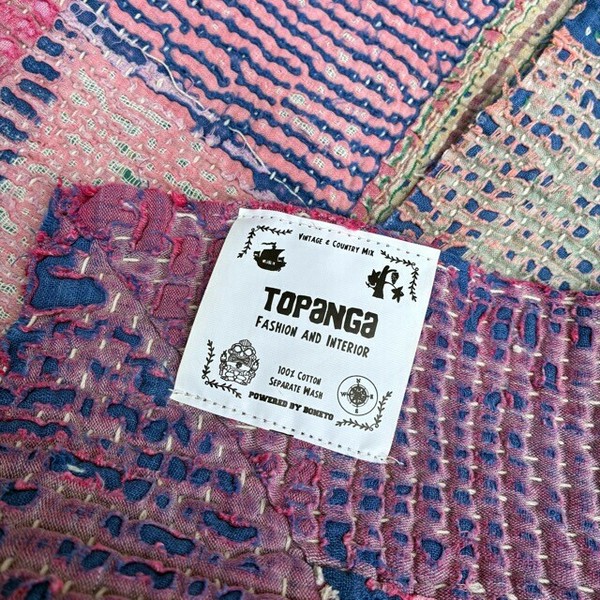 VINTAGE & COUNTRY MIX
TOPANGA
FASHION AND INTERIOR
100% COTTON
SEPARATE WASH
POWERED BY BONETO
N
W E
S